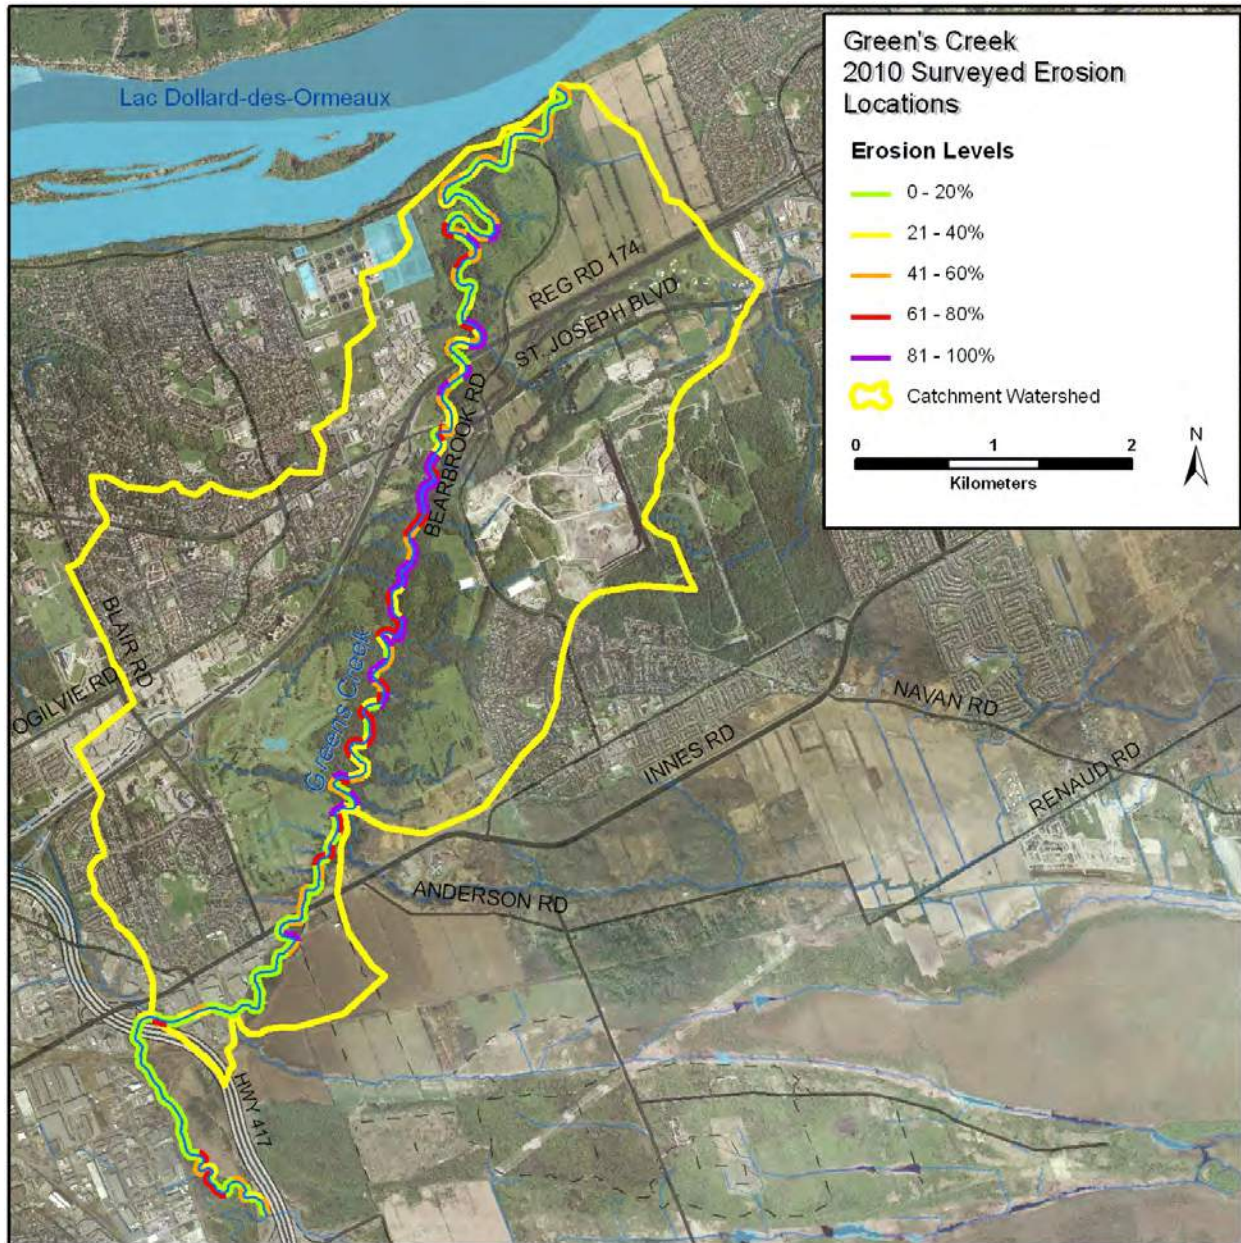 Lac Dollard-des-Ormeaux
Green's Creek
2010 Surveyed Erosion
Locations
Erosion Levels
0 - 20%
21 - 40%
41 - 60%
61 - 80%
81 - 100%
Catchment Watershed
0 1 2
Kilometers
N
REG RD 174
ST. JOSEPH BLVD
BEARBROOK RD
BLAIR RD
OGILVIE RD
Greens Creek
NAVAN RD
INNES RD
RENAUD RD
ANDERSON RD
HWY 417